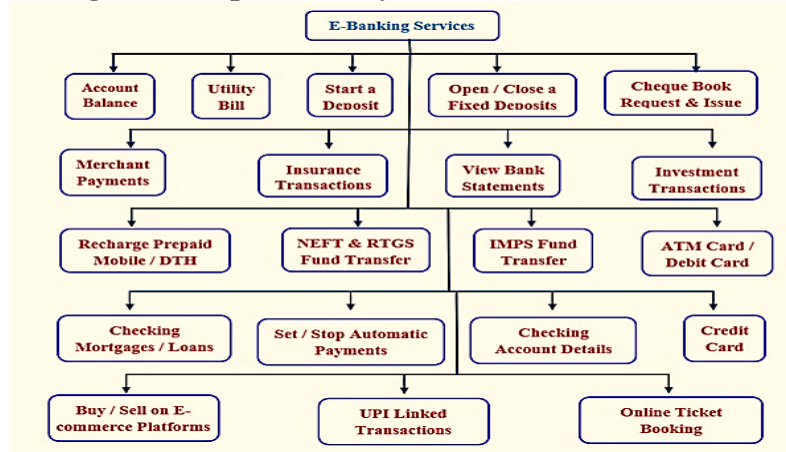 E-Banking Services
Account
Balance
Utility
Bill
Start a
Deposit
Open / Close a
Fixed Deposits
Cheque Book
Request & Issue
Merchant
Payments
Insurance
Transactions
View Bank
Statements
Investment
Transactions
Recharge Prepaid
Mobile / DTH
NEFT & RTGS
Fund Transfer
IMPS Fund
Transfer
ATM Card /
Debit Card
Checking
Mortgages / Loans
Set / Stop Automatic
Payments
Checking
Account Details
Credit
Card
Buy / Sell on E-
commerce Platforms
UPI Linked
Transactions
Online Ticket
Booking